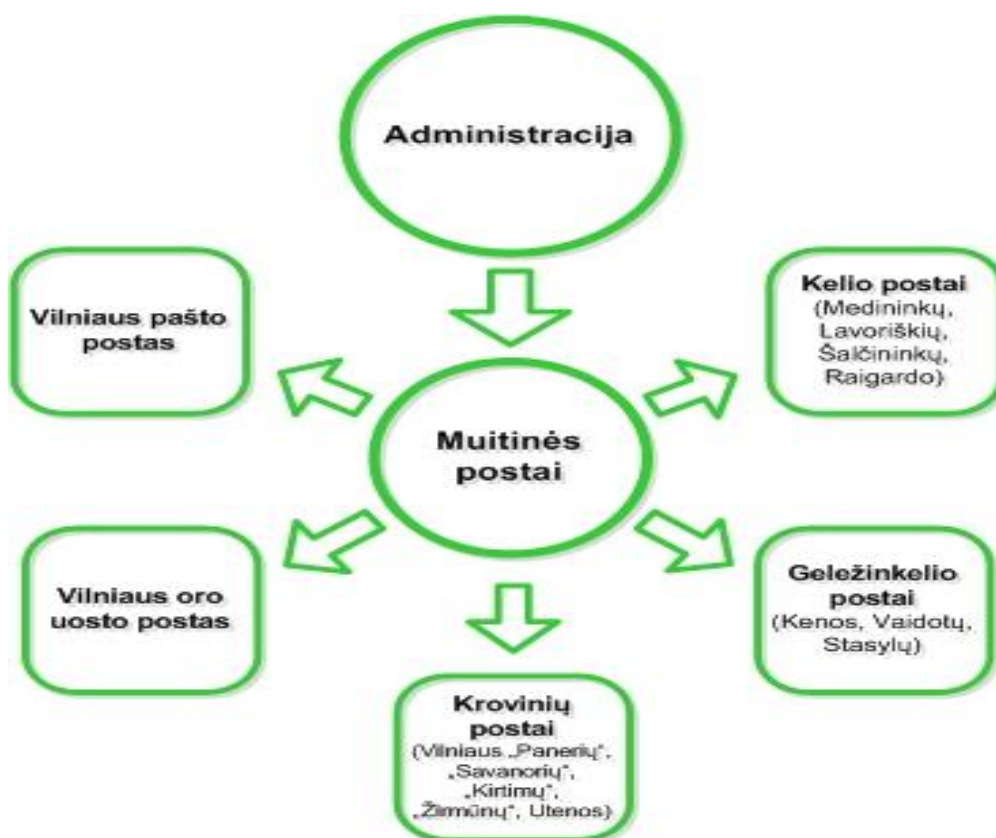 Administracija
Vilniaus pašto
postas
Kelio postai
(Medininkų,
Lavoriškių,
Šalčininkų,
Raigardo)
Muitinės
postai
Vilniaus oro
uosto postas
Geležinkelio
postai
(Kenos, Vaidotų,
Stasylų)
Krovinių
postai
(Vilniaus „Panerių“,
„Savanorių“,
„Kirtimų“,
„Žirmūnų“, Utenos)